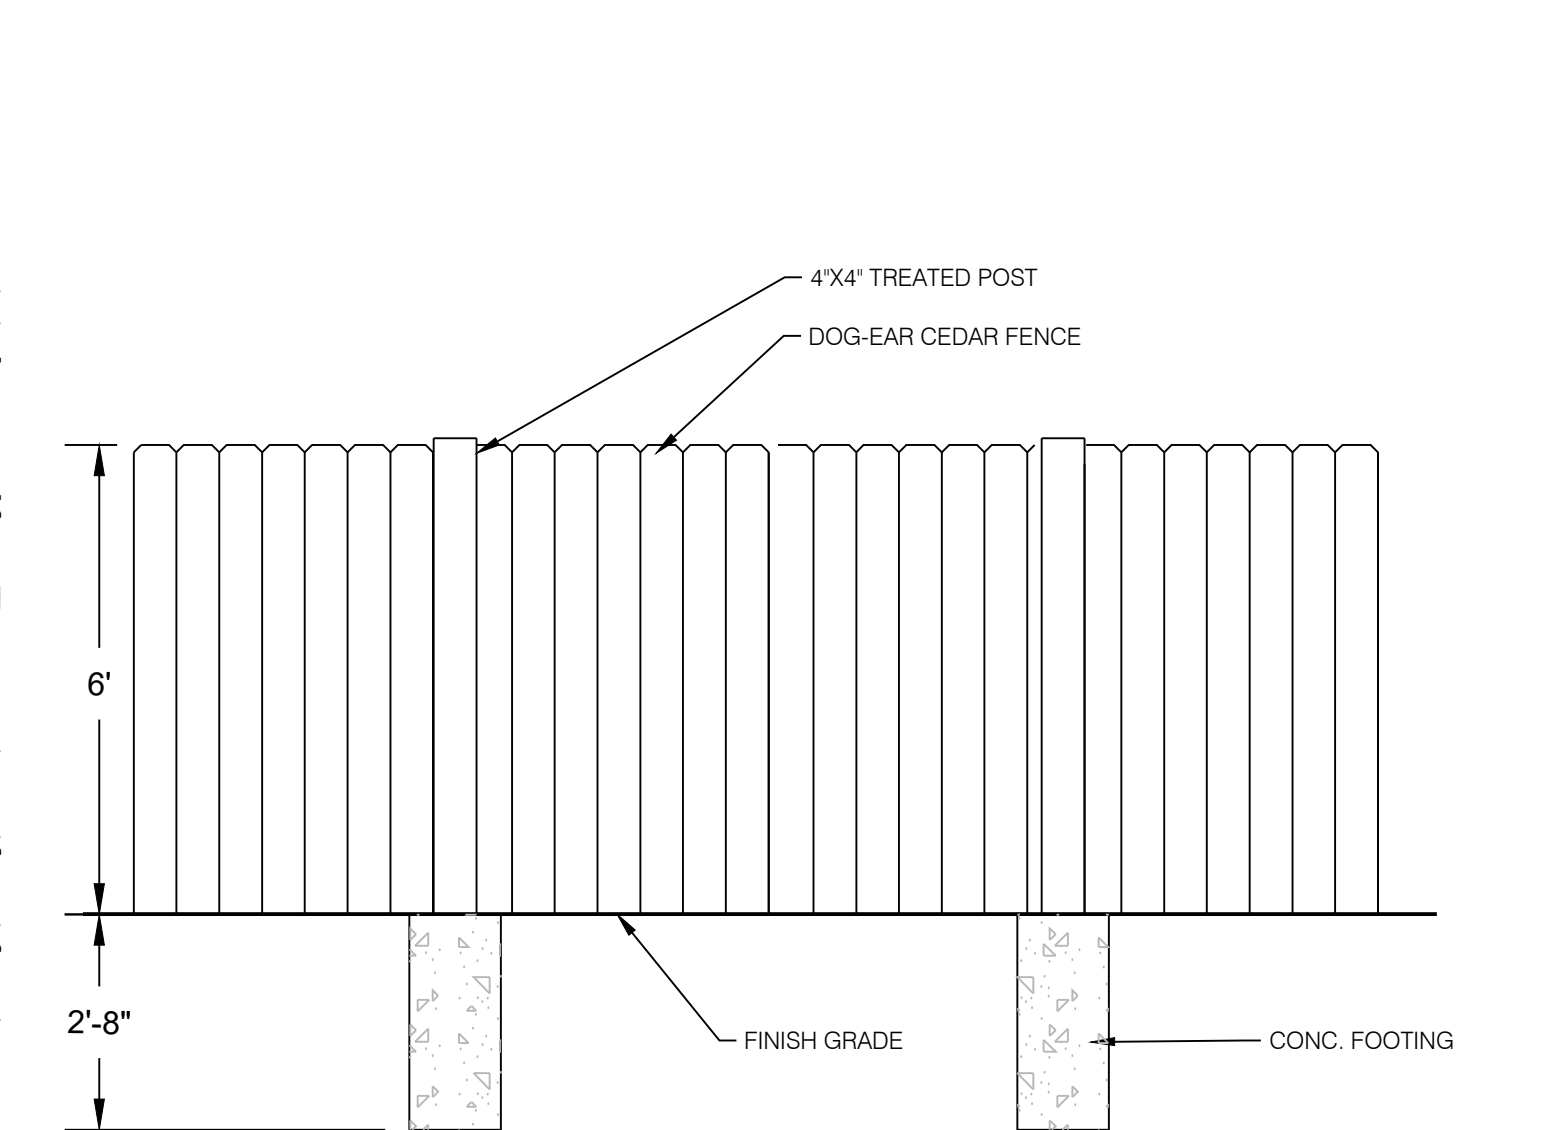 4"X4" TREATED POST
DOG-EAR CEDAR FENCE
6'
2'-8"
FINISH GRADE
CONC. FOOTING